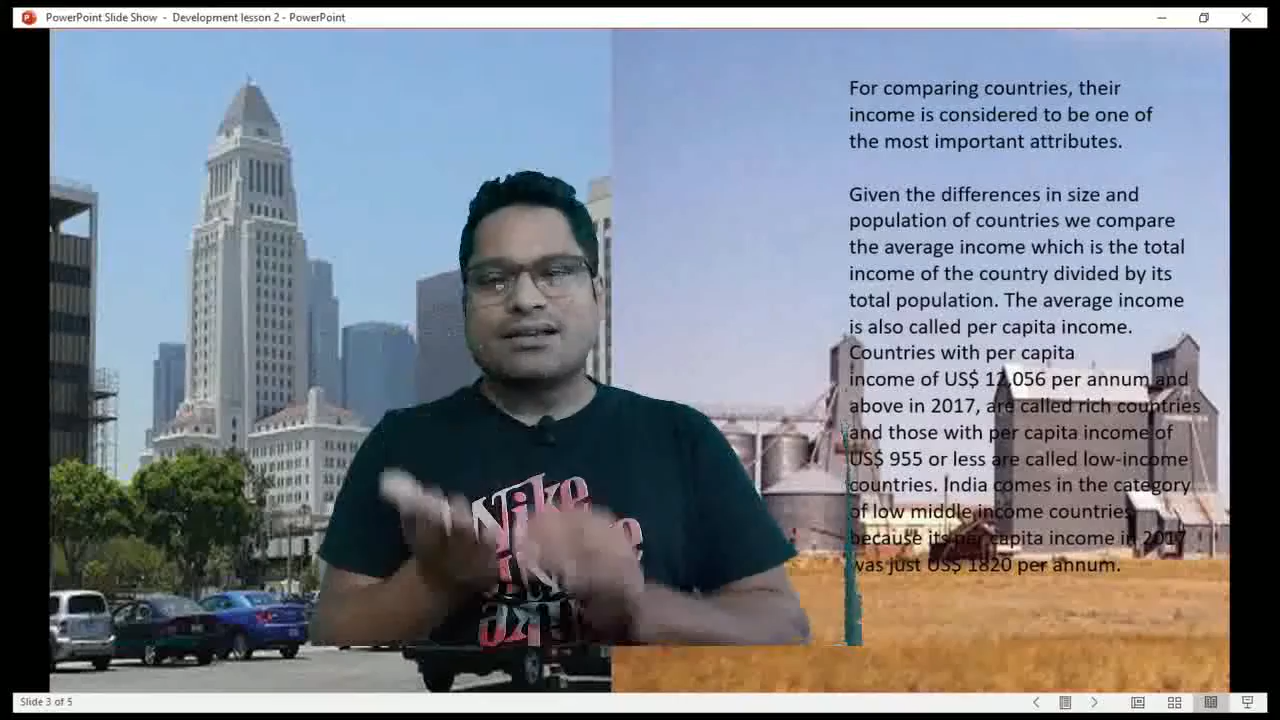 PowerPoint Slide Show - Development lesson 2 - PowerPoint
For comparing countries, their
income is considered to be one of
the most important attributes.
Given the differences in size and
population of countries we compare
the average income which is the total
income of the country divided by its
total population. The average income
is also called per capita income.
Countries with per capita
income of US$ 12,056 per annum and
above in 2017, are called rich countries
and those with per capita income of
US$ 955 or less are called low-income
countries. India comes in the category
of low middle income countries
because its per capita income in 2017
was just US$ 1820 per annum.
Nike
Slide 3 of 5